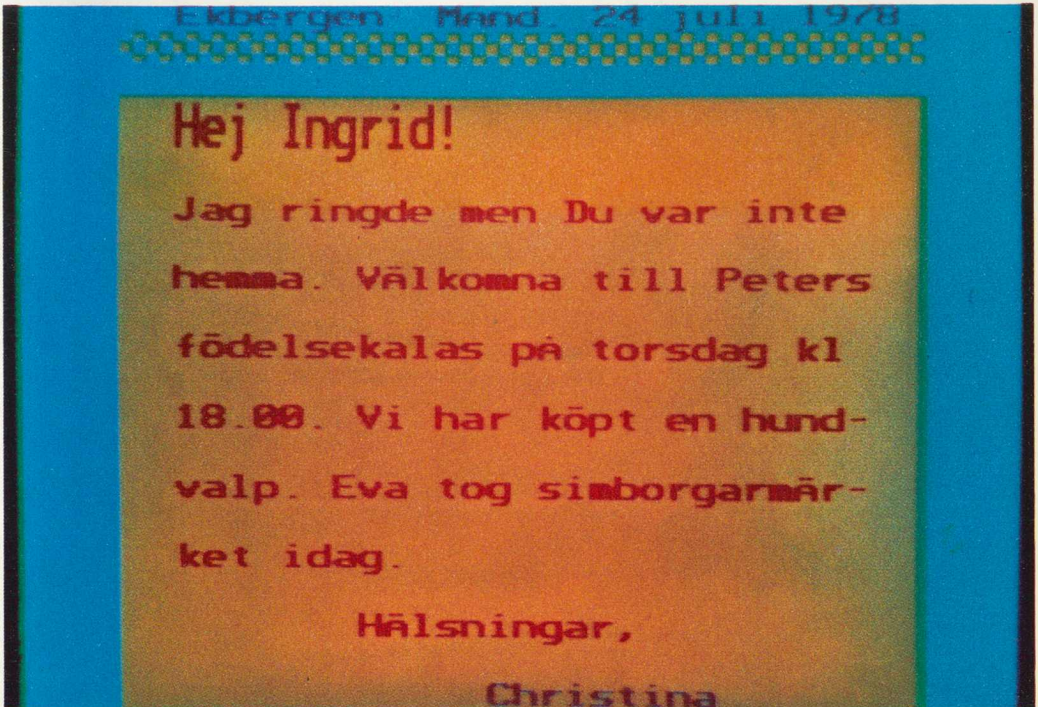 Ekbergen Månd. 24 juli 1978
Hej Ingrid!
Jag ringde men Du var inte
hemma. Välkomna till Peters
födelsekalas på torsdag kl
18.00. Vi har köpt en hund-
valp. Eva tog simborgarmär-
ket idag.
Hälsningar,
Christina